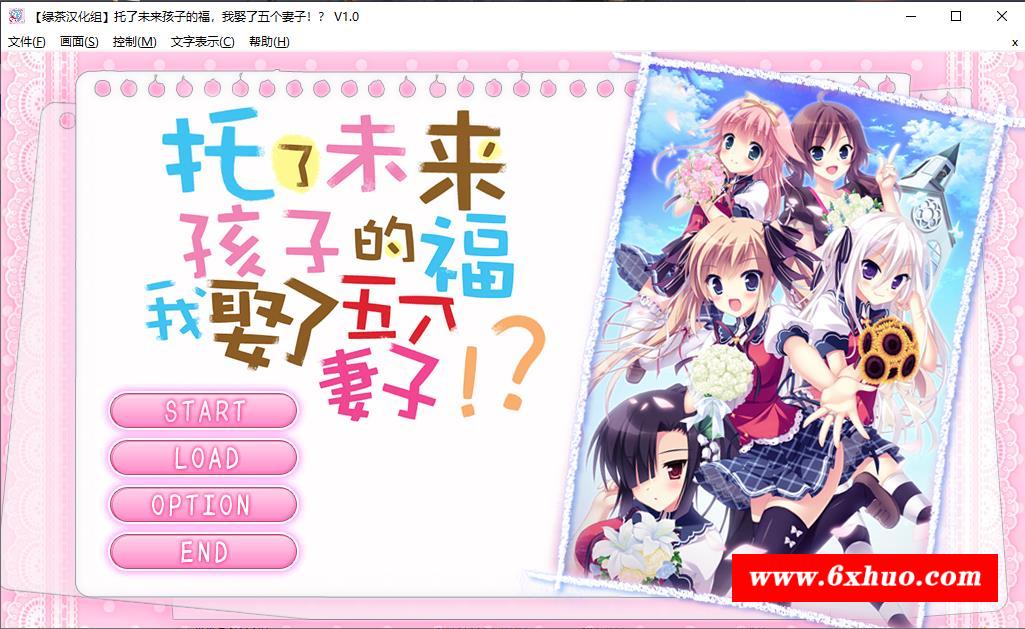 【绿茶汉化组】托了未来孩子的福，我娶了五个妻子！？ V1.0
文件(F) 画面(S) 控制(M) 文字表示(C) 帮助(H) x
托了未来
孩子的福
我娶了五个
妻子!?
START
LOAD
OPTION
END
www.6xhuo.com